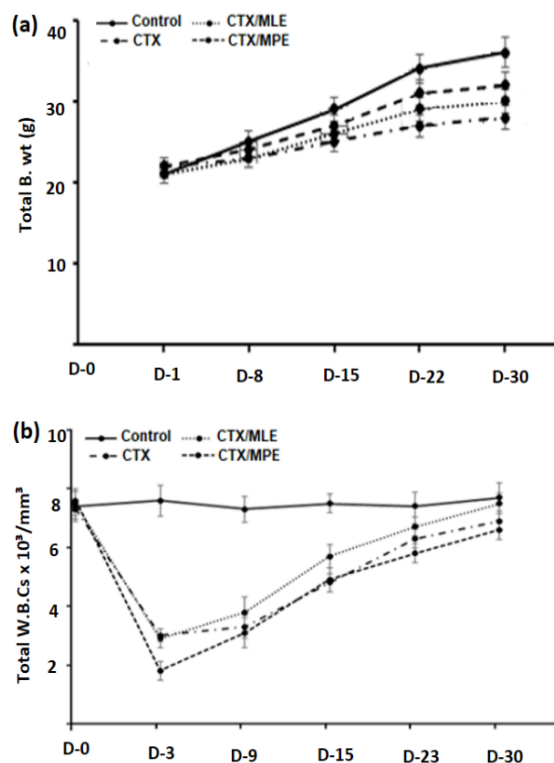 (a)
Control CTX/MLE
CTX CTX/MPE
Total B. wt (g)
40
30
20
10
D-0 D-1 D-8 D-15 D-22 D-30
(b)
Control CTX/MLE
CTX CTX/MPE
Total W.B.Cs x 10³/mm³
10
8
6
4
2
D-0 D-3 D-9 D-15 D-23 D-30